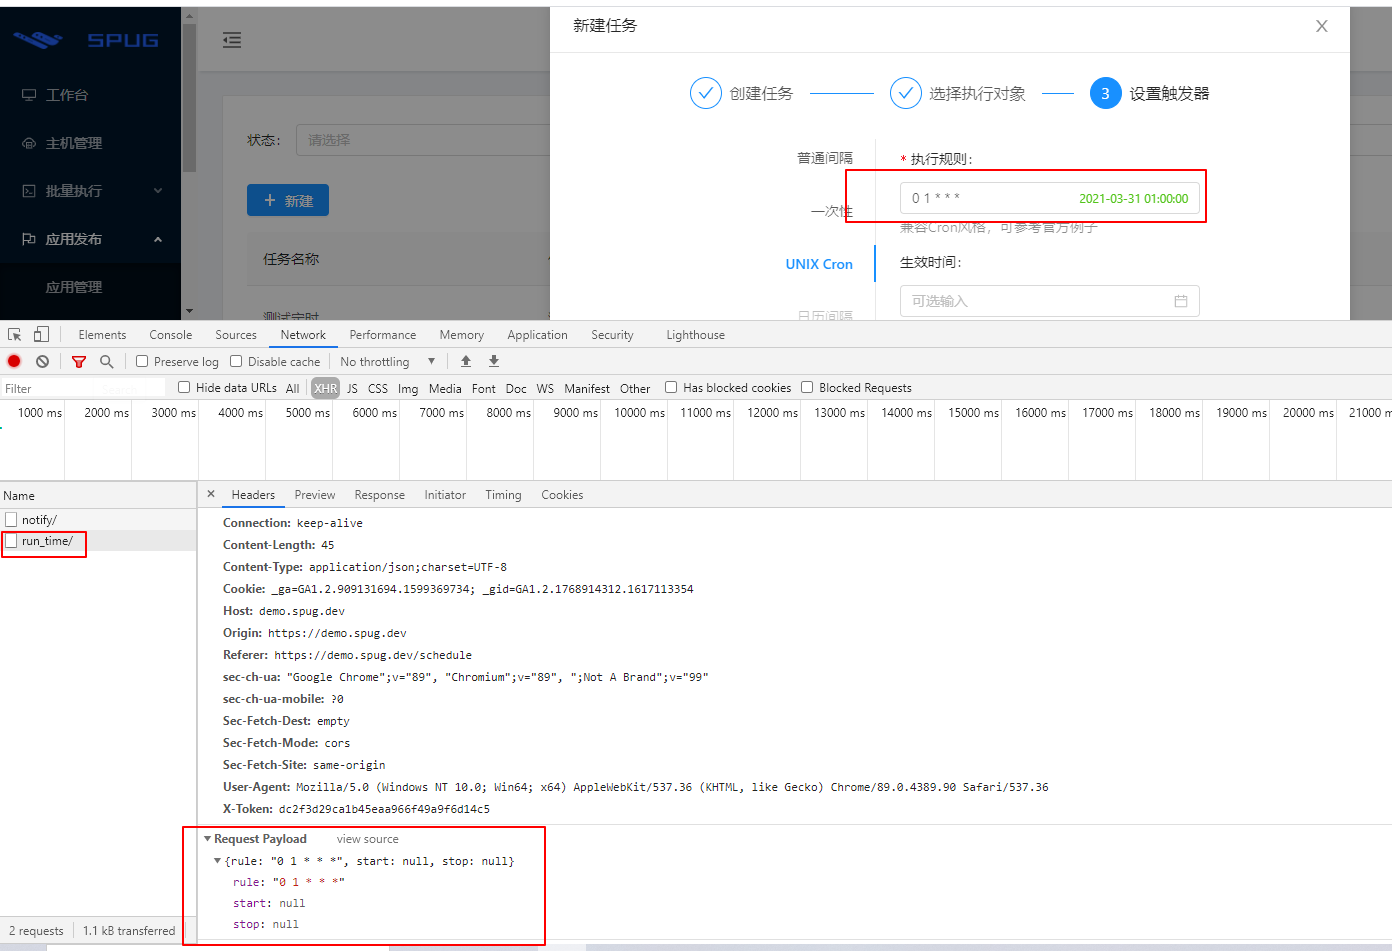 SPUG
工作台
主机管理
批量执行
应用发布
应用管理
状态：
请选择
新建
任务名称
测试定时
新建任务
创建任务
选择执行对象
3 设置触发器
普通间隔
一次性
UNIX Cron
日历间隔
* 执行规则：
0 1 * * *
2021-03-31 01:00:00
兼容Cron风格，可参考官方例子
生效时间：
可选输入
Elements Console Sources Network Performance Memory Application Security Lighthouse
Preserve log Disable cache No throttling
Filter Hide data URLs All XHR JS CSS Img Media Font Doc WS Manifest Other Has blocked cookies Blocked Requests
1000 ms 2000 ms 3000 ms 4000 ms 5000 ms 6000 ms 7000 ms 8000 ms 9000 ms 10000 ms 11000 ms 12000 ms 13000 ms 14000 ms 15000 ms 16000 ms 17000 ms 18000 ms 19000 ms 20000 ms 21000 m
Name
notify/
run_time/
2 requests 1.1 kB transferred
Headers Preview Response Initiator Timing Cookies
Connection: keep-alive
Content-Length: 45
Content-Type: application/json;charset=UTF-8
Cookie: _ga=GA1.2.909131694.1599369734; _gid=GA1.2.1768914312.1617113354
Host: demo.spug.dev
Origin: https://demo.spug.dev
Referer: https://demo.spug.dev/schedule
sec-ch-ua: "Google Chrome";v="89", "Chromium";v="89", ";Not A Brand";v="99"
sec-ch-ua-mobile: ?0
Sec-Fetch-Dest: empty
Sec-Fetch-Mode: cors
Sec-Fetch-Site: same-origin
User-Agent: Mozilla/5.0 (Windows NT 10.0; Win64; x64) AppleWebKit/537.36 (KHTML, like Gecko) Chrome/89.0.4389.90 Safari/537.36
X-Token: dc2f3d29ca1b45eaa966f49a9f6d14c5
Request Payload view source
{rule: "0 1 * * *", start: null, stop: null}
rule: "0 1 * * *"
start: null
stop: null